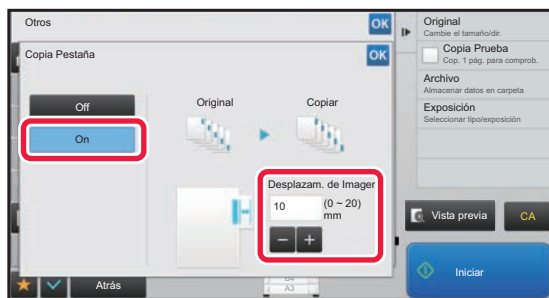 Otros
OK
Copia Pestaña
OK
Off
On
Original
Copiar
Desplazam. de Imager
10
(0 ~ 20)
mm
Atrás
A3
Original
Cambie el tamaño/dir.
Copia Prueba
Cop. 1 pág. para comprob.
Archivo
Almacenar datos en carpeta
Exposición
Seleccionar tipo/exposición
Vista previa
CA
Iniciar